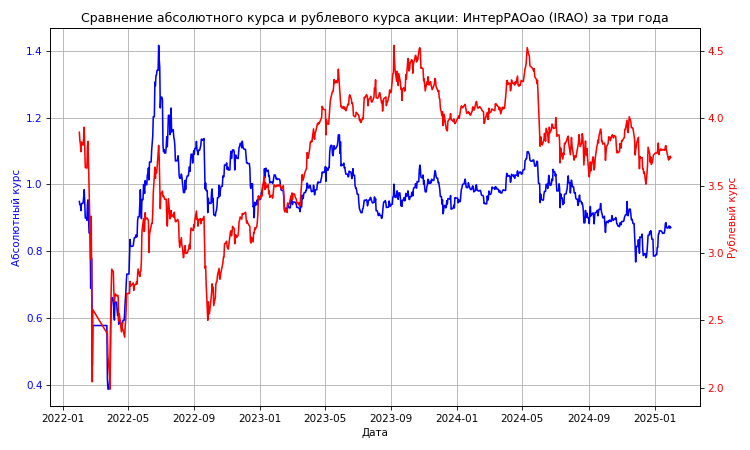 Сравнение абсолютного курса и рублевого курса акции: ИнтерРАОао (IRAO) за три года
1.4
1.2
1.0
0.8
0.6
0.4
Абсолютный курс
4.5
4.0
3.5
3.0
2.5
2.0
Рублевый курс
2022-01 2022-05 2022-09 2023-01 2023-05 2023-09 2024-01 2024-05 2024-09 2025-01
Дата